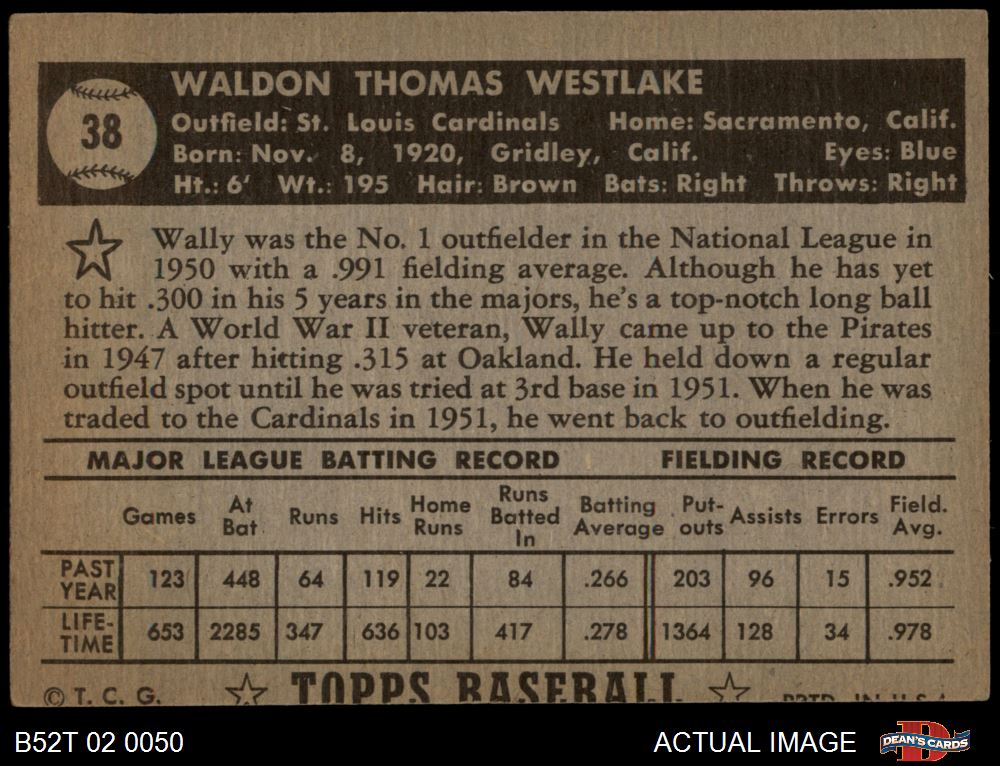 WALDON THOMAS WESTLAKE
38
Outfield: St. Louis Cardinals Home: Sacramento, Calif.
Born: Nov. 8, 1920, Gridley, Calif. Eyes: Blue
Ht.: 6' Wt.: 195 Hair: Brown Bats: Right Throws: Right
Wally was the No. 1 outfielder in the National League in
1950 with a .991 fielding average. Although he has yet
to hit .300 in his 5 years in the majors, he's a top-notch long ball
hitter. A World War II veteran, Wally came up to the Pirates
in 1947 after hitting .315 at Oakland. He held down a regular
outfield spot until he was tried at 3rd base in 1951. When he was
traded to the Cardinals in 1951, he went back to outfielding.
MAJOR LEAGUE BATTING RECORD FIELDING RECORD
Games At Bat Runs Hits Home Runs Runs Batted In Batting Average Put-outs Assists Errors Field. Avg.
PAST YEAR 123 448 64 119 22 84 .266 203 96 15 .952
LIFE-TIME 653 2285 347 636 103 417 .278 1364 128 34 .978
© T. C. G. TOPPS BASEBALL PRTD. IN U.S.A.
B52T 02 0050 ACTUAL IMAGE DEAN'S CARDS